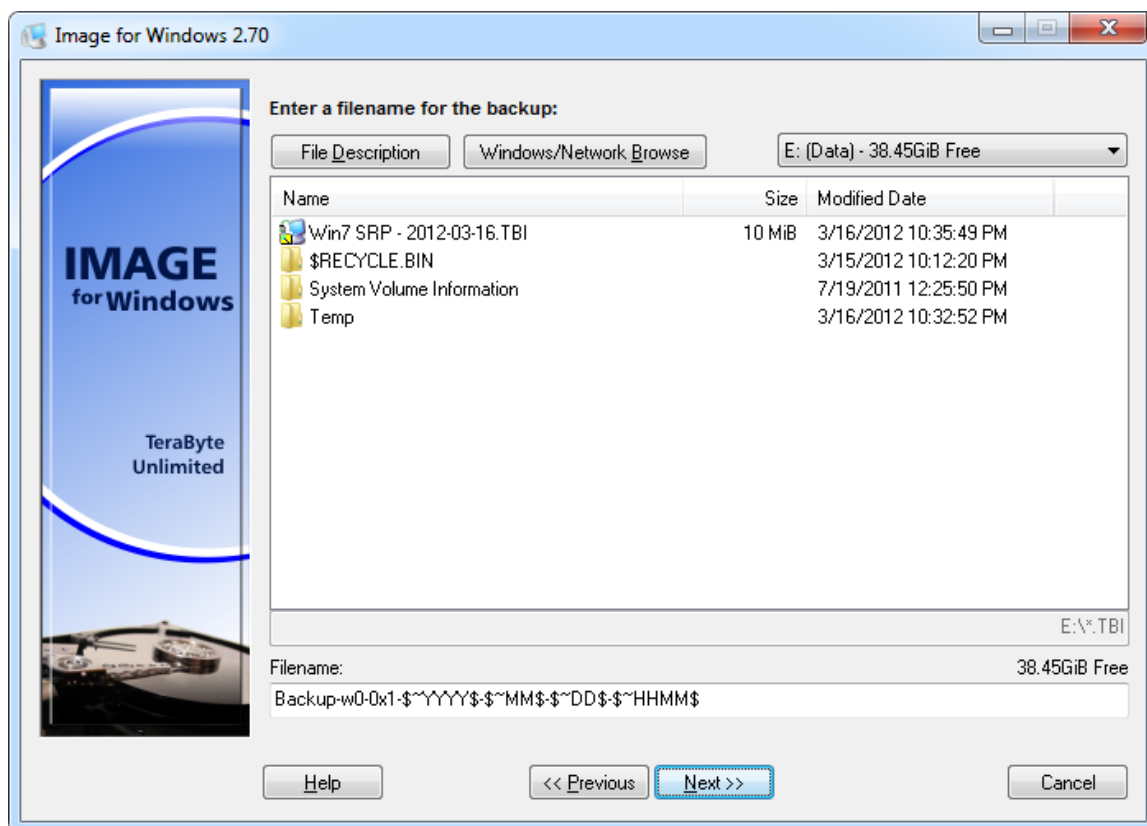 Image for Windows 2.70
IMAGE
for Windows
TeraByte
Unlimited
Enter a filename for the backup:
File Description Windows/Network Browse E: (Data) - 38.45GiB Free
Name Size Modified Date
Win7 SRP - 2012-03-16.TBI 10 MiB 3/16/2012 10:35:49 PM
$RECYCLE.BIN 3/15/2012 10:12:20 PM
System Volume Information 7/19/2011 12:25:50 PM
Temp 3/16/2012 10:32:52 PM
E:\*.TBI
Filename: 38.45GiB Free
Backup-w0-0x1-$~YYYY$-$~MM$-$~DD$-$~HHMM$
Help << Previous Next >> Cancel